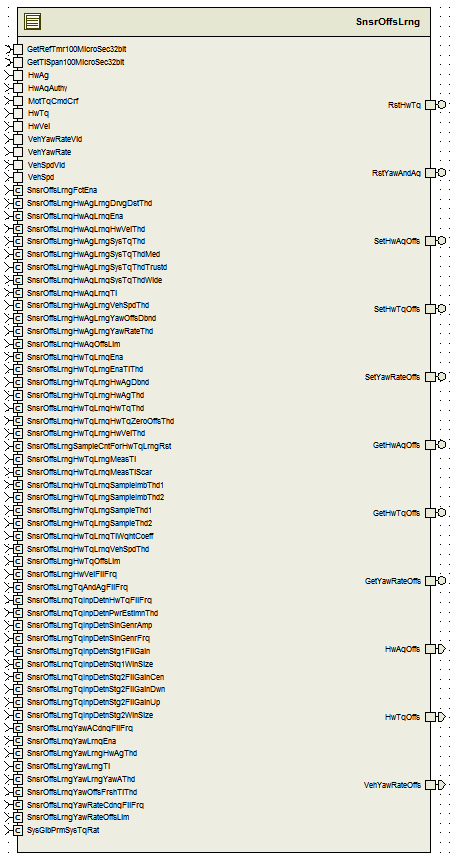 SnsrOffsLrng
GetRefTmr100MicroSec32bit
GetTiSpan100MicroSec32bit
HwAg
HwAgAuthy
MotTqCmdCrf
HwTq
HwVel
VehYawRateVld
VehYawRate
VehSpdVld
VehSpd
SnsrOffsLrngFctEna
SnsrOffsLrngHwAgLrngDrvgDstThd
SnsrOffsLrngHwAgLrngEna
SnsrOffsLrngHwAgLrngHwVelThd
SnsrOffsLrngHwAgLrngSysTqThd
SnsrOffsLrngHwAgLrngSysTqThdMed
SnsrOffsLrngHwAgLrngSysTqThdTrustd
SnsrOffsLrngHwAgLrngSysTqThdWide
SnsrOffsLrngHwAgLrngTi
SnsrOffsLrngHwAgLrngVehSpdThd
SnsrOffsLrngHwAgLrngYawOffsDbnd
SnsrOffsLrngHwAgLrngYawRateThd
SnsrOffsLrngHwAgOffsLim
SnsrOffsLrngHwTqLrngEna
SnsrOffsLrngHwTqLrngEnaTiThd
SnsrOffsLrngHwTqLrngHwAgDbnd
SnsrOffsLrngHwTqLrngHwAgThd
SnsrOffsLrngHwTqLrngHwTqThd
SnsrOffsLrngHwTqLrngHwTqZeroOffsThd
SnsrOffsLrngHwTqLrngHwVelThd
SnsrOffsLrngSampleCntForHwTqLrngRst
SnsrOffsLrngHwTqLrngMeasTi
SnsrOffsLrngHwTqLrngMeasTiScar
SnsrOffsLrngHwTqLrngSampleImbThd1
SnsrOffsLrngHwTqLrngSampleImbThd2
SnsrOffsLrngHwTqLrngSampleThd1
SnsrOffsLrngHwTqLrngSampleThd2
SnsrOffsLrngHwTqLrngTiWghtCoeff
SnsrOffsLrngHwTqLrngVehSpdThd
SnsrOffsLrngHwTqOffsLim
SnsrOffsLrngHwVelFilFrq
SnsrOffsLrngTqAndAgFilFrq
SnsrOffsLrngTqInpDetnHwTqFilFrq
SnsrOffsLrngTqInpDetnPwrEstimnThd
SnsrOffsLrngTqInpDetnSinGenrAmp
SnsrOffsLrngTqInpDetnSinGenrFrq
SnsrOffsLrngTqInpDetnStg1FilGain
SnsrOffsLrngTqInpDetnStg1WinSize
SnsrOffsLrngTqInpDetnStg2FilGainCen
SnsrOffsLrngTqInpDetnStg2FilGainDwn
SnsrOffsLrngTqInpDetnStg2FilGainUp
SnsrOffsLrngTqInpDetnStg2WinSize
SnsrOffsLrngYawACdngFilFrq
SnsrOffsLrngYawLrngEna
SnsrOffsLrngYawLrngHwAgThd
SnsrOffsLrngYawLrngTi
SnsrOffsLrngYawLrngYawAThd
SnsrOffsLrngYawOffsFrshTiThd
SnsrOffsLrngYawRateCdngFilFrq
SnsrOffsLrngYawRateOffsLim
SysGlbPrmSysTqRat
RstHwTq
RstYawAndAg
SetHwAgOffs
SetHwTqOffs
SetYawRateOffs
GetHwAgOffs
GetHwTqOffs
GetYawRateOffs
HwAgOffs
HwTqOffs
VehYawRateOffs